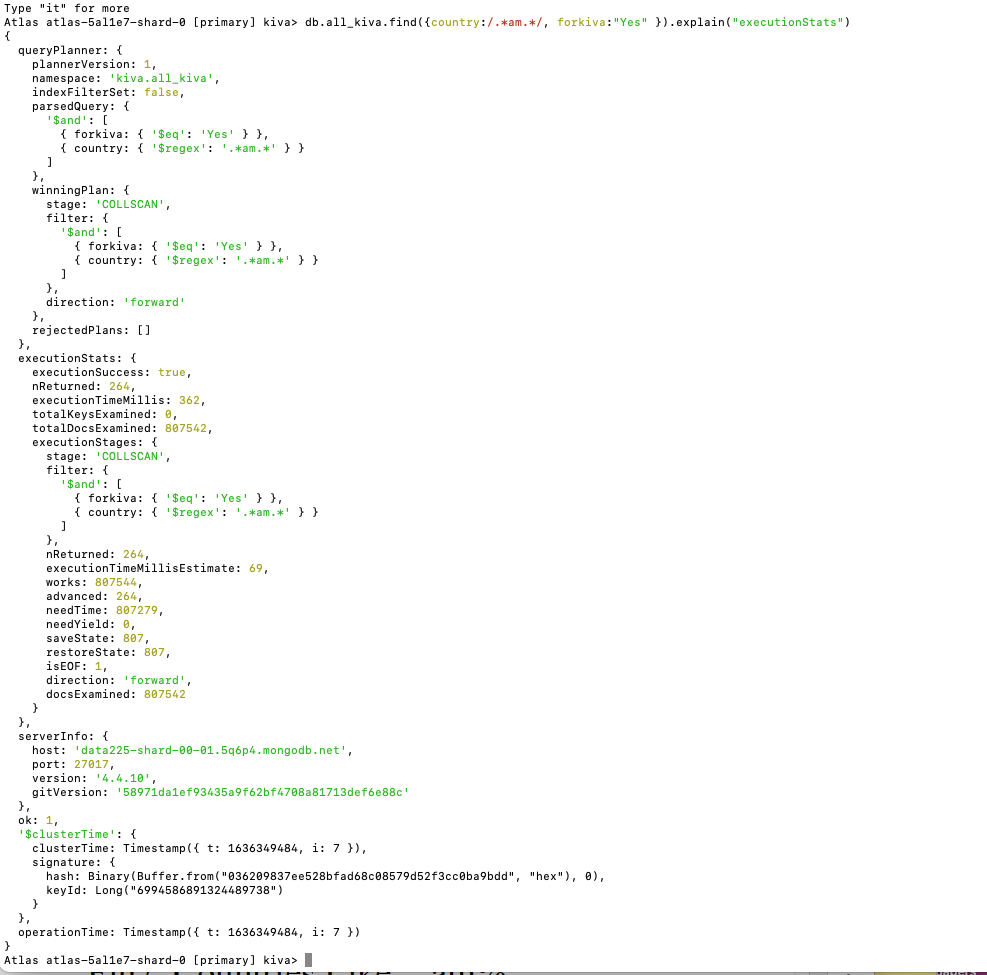 Type "it" for more
Atlas atlas-5al1e7-shard-0 [primary] kiva> db.all_kiva.find({country:/.*am.*/, forkiva:"Yes" }).explain("executionStats")
{
  queryPlanner: {
    plannerVersion: 1,
    namespace: 'kiva.all_kiva',
    indexFilterSet: false,
    parsedQuery: {
      '$and': [
        { forkiva: { '$eq': 'Yes' } },
        { country: { '$regex': '.*am.*' } }
      ]
    },
    winningPlan: {
      stage: 'COLLSCAN',
      filter: {
        '$and': [
          { forkiva: { '$eq': 'Yes' } },
          { country: { '$regex': '.*am.*' } }
        ]
      },
      direction: 'forward'
    },
    rejectedPlans: []
  },
  executionStats: {
    executionSuccess: true,
    nReturned: 264,
    executionTimeMillis: 362,
    totalKeysExamined: 0,
    totalDocsExamined: 807542,
    executionStages: {
      stage: 'COLLSCAN',
      filter: {
        '$and': [
          { forkiva: { '$eq': 'Yes' } },
          { country: { '$regex': '.*am.*' } }
        ]
      },
      nReturned: 264,
      executionTimeMillisEstimate: 69,
      works: 807544,
      advanced: 264,
      needTime: 807279,
      needYield: 0,
      saveState: 807,
      restoreState: 807,
      isEOF: 1,
      direction: 'forward',
      docsExamined: 807542
    }
  },
  serverInfo: {
    host: 'data225-shard-00-01.5q6p4.mongodb.net',
    port: 27017,
    version: '4.4.10',
    gitVersion: '58971da1ef93435a9f62bf4708a81713def6e88c'
  },
  ok: 1,
  '$clusterTime': {
    clusterTime: Timestamp({ t: 1636349484, i: 7 }),
    signature: {
      hash: Binary(Buffer.from("036209837ee528bfad68c08579d52f3cc0ba9bdd", "hex"), 0),
      keyId: Long("6994586891324489738")
    }
  },
  operationTime: Timestamp({ t: 1636349484, i: 7 })
}
Atlas atlas-5al1e7-shard-0 [primary] kiva>